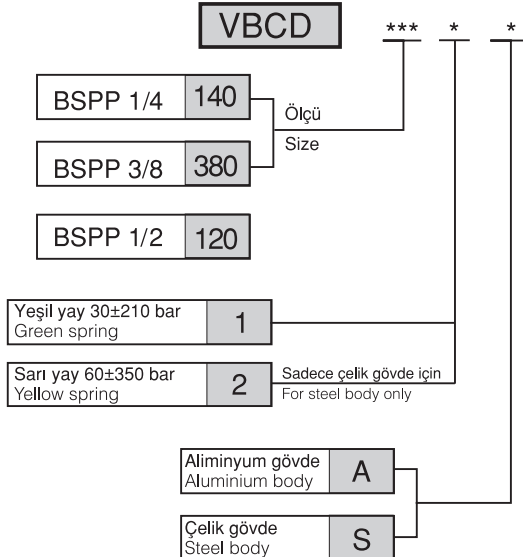 VBCD *** * *
BSPP 1/4 140
Ölçü
Size
BSPP 3/8 380
BSPP 1/2 120
Yeşil yay 30±210 bar
Green spring
1
Sarı yay 60±350 bar
Yellow spring
2
Sadece çelik gövde için
For steel body only
Aliminyum gövde
Aluminium body
A
Çelik gövde
Steel body
S